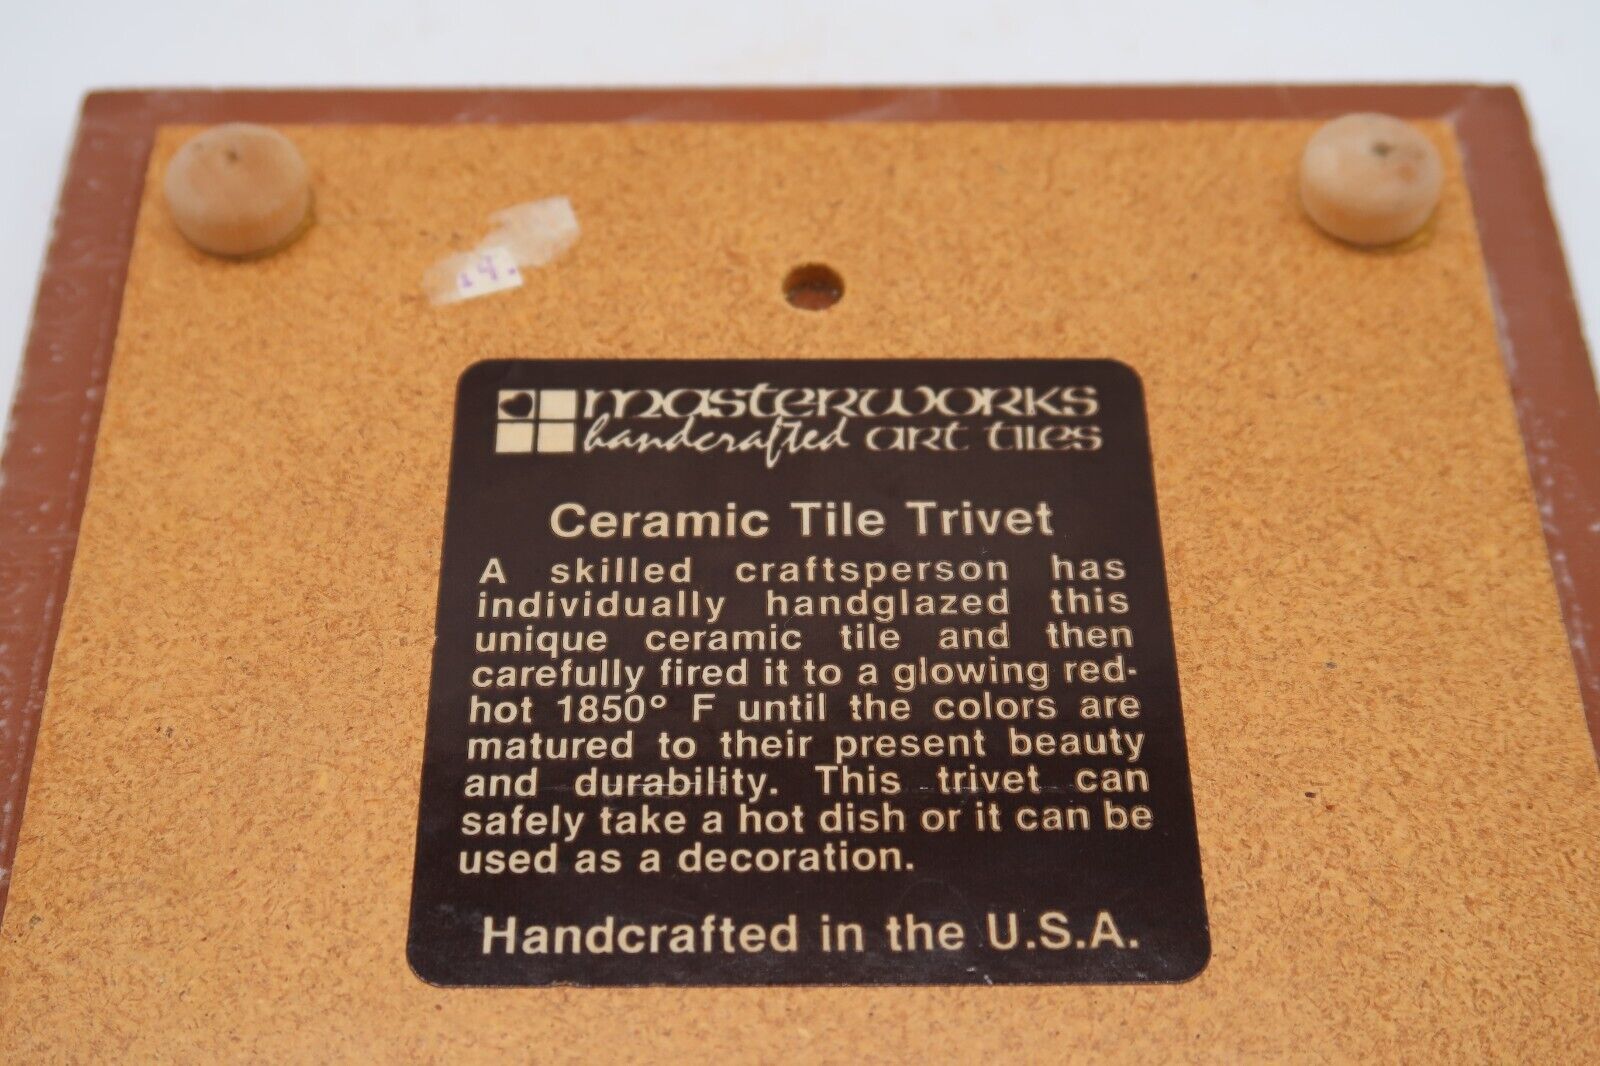 masterworks
handcrafted art tiles
Ceramic Tile Trivet
A skilled craftsperson has
individually handglazed this
unique ceramic tile and then
carefully fired it to a glowing red-
hot 1850° F until the colors are
matured to their present beauty
and durability. This trivet can
safely take a hot dish or it can be
used as a decoration.
Handcrafted in the U.S.A.